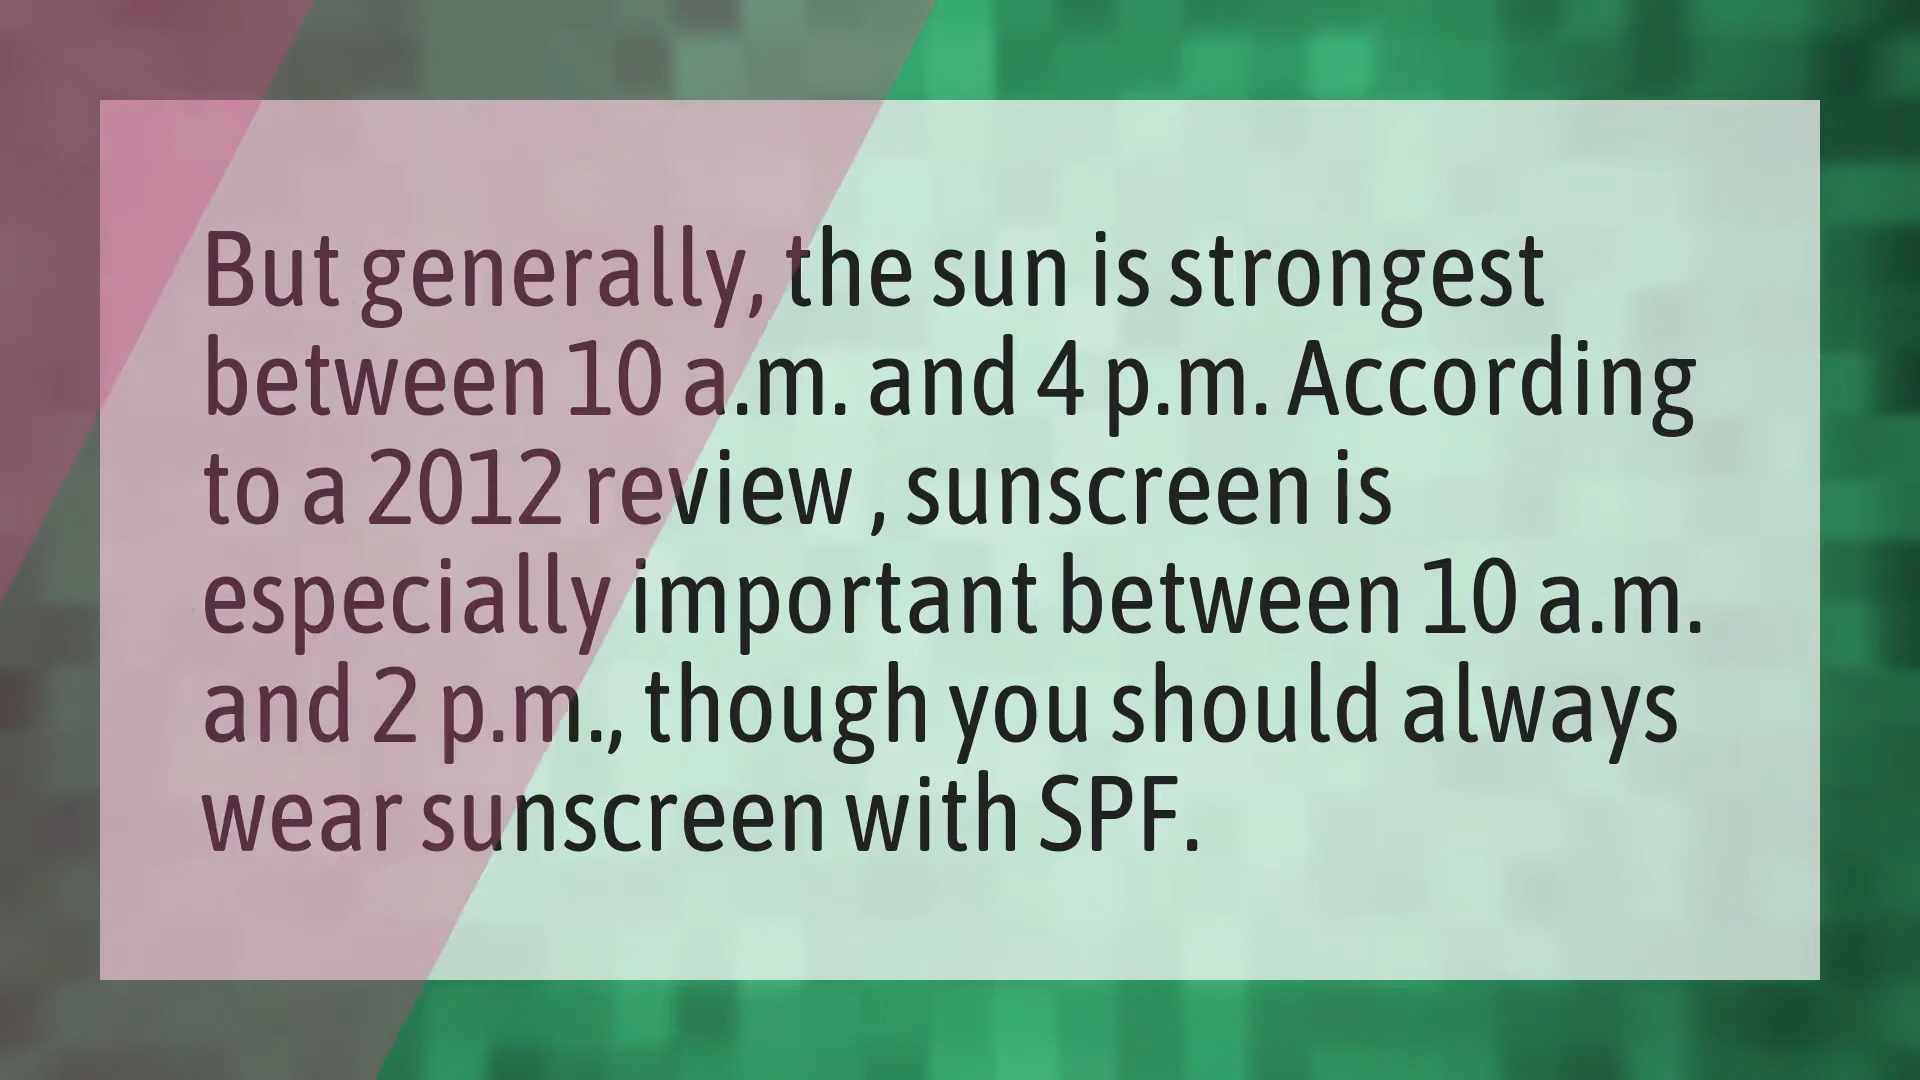 But generally, the sun is strongest
between 10 a.m. and 4 p.m. According
to a 2012 review , sunscreen is
especially important between 10 a.m.
and 2 p.m., though you should always
wear sunscreen with SPF.